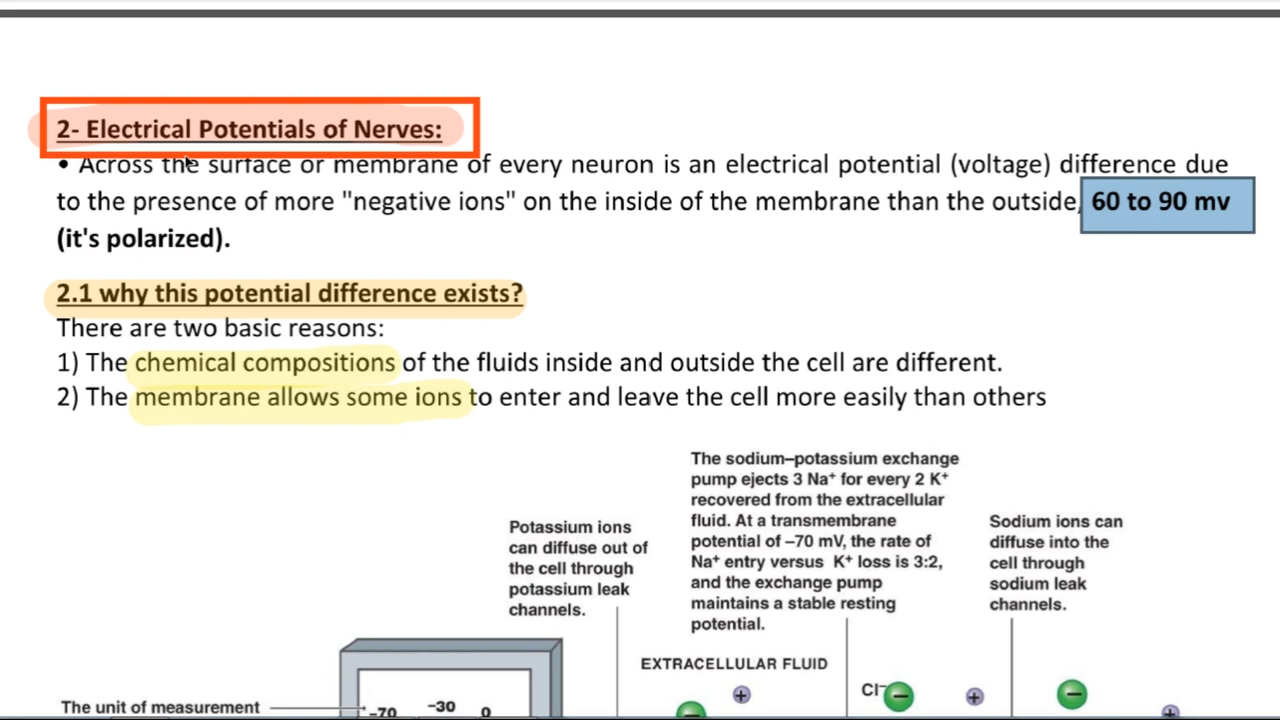 2- Electrical Potentials of Nerves:
• Across the surface or membrane of every neuron is an electrical potential (voltage) difference due
to the presence of more "negative ions" on the inside of the membrane than the outside, 60 to 90 mv
(it's polarized).
2.1 why this potential difference exists?
There are two basic reasons:
1) The chemical compositions of the fluids inside and outside the cell are different.
2) The membrane allows some ions to enter and leave the cell more easily than others
Potassium ions
can diffuse out of
the cell through
potassium leak
channels.
The sodium–potassium exchange
pump ejects 3 Na⁺ for every 2 K⁺
recovered from the extracellular
fluid. At a transmembrane
potential of –70 mV, the rate of
Na⁺ entry versus K⁺ loss is 3:2,
and the exchange pump
maintains a stable resting
potential.
Sodium ions can
diffuse into the
cell through
sodium leak
channels.
EXTRACELLULAR FLUID
The unit of measurement
–70
–30
0
+
Cl⁻
–
+
–
–
+